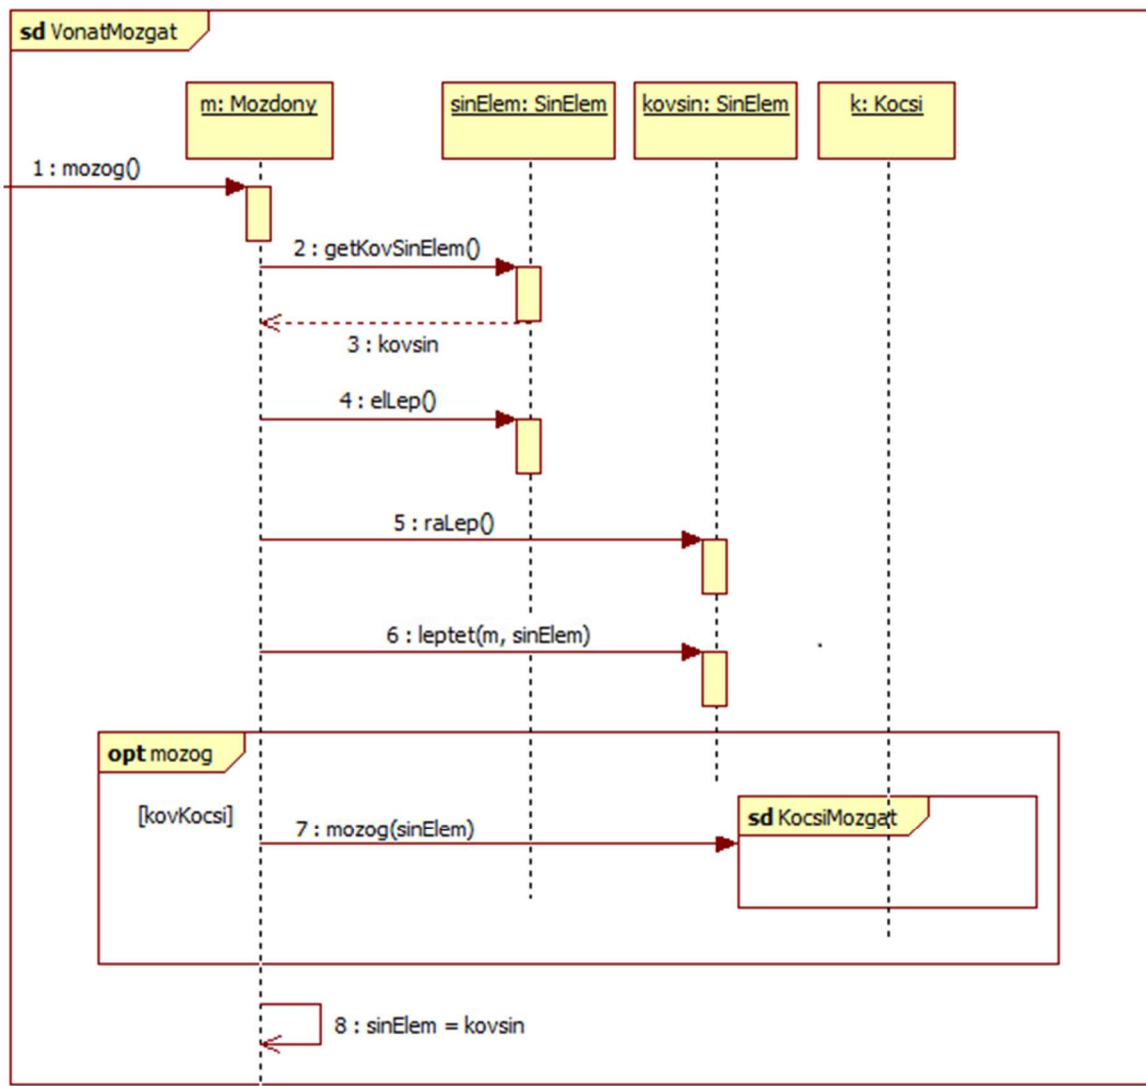 sd VonatMozgat
m: Mozdony
sinElem: SinElem
kovsin: SinElem
k: Kocsi
1 : mozog()
2 : getKovSinElem()
3 : kovsin
4 : elLep()
5 : raLep()
6 : leptet(m, sinElem)
opt mozog
[kovKocsi]
sd KocsiMozgat
7 : mozog(sinElem)
8 : sinElem = kovsin